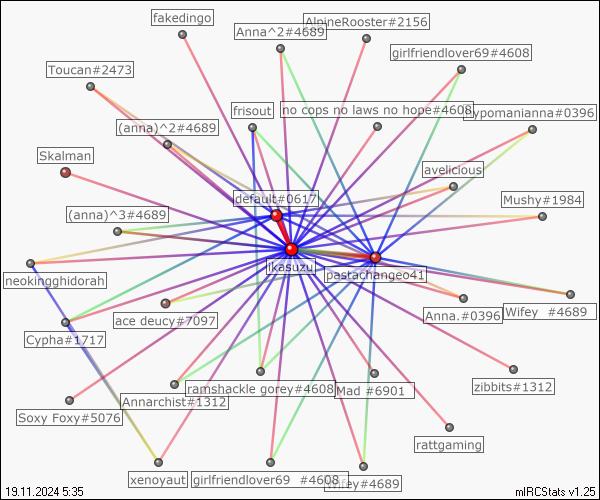 fakedingo
AlpineRooster#2156
Anna^2#4689
girlfriendlover69#4608
Toucan#2473
frisout
no cops no laws no hope#4608
hypomanianna#0396
(anna)^2#4689
Skalman
avelicious
default#0617
Mushy#1984
(anna)^3#4689
ikasuzu
pastachangeo41
neokingghidorah
ace deucy#7097
Anna.#0396
Wifey #4689
Cypha#1717
ramshackle gorey#4608
Mad #6901
zibbits#1312
Annarchist#1312
Soxy Foxy#5076
rattgaming
xenoyaut
girlfriendlover69 #4608
Wifey#4689
19.11.2024 5:35
mIRCStats v1.25